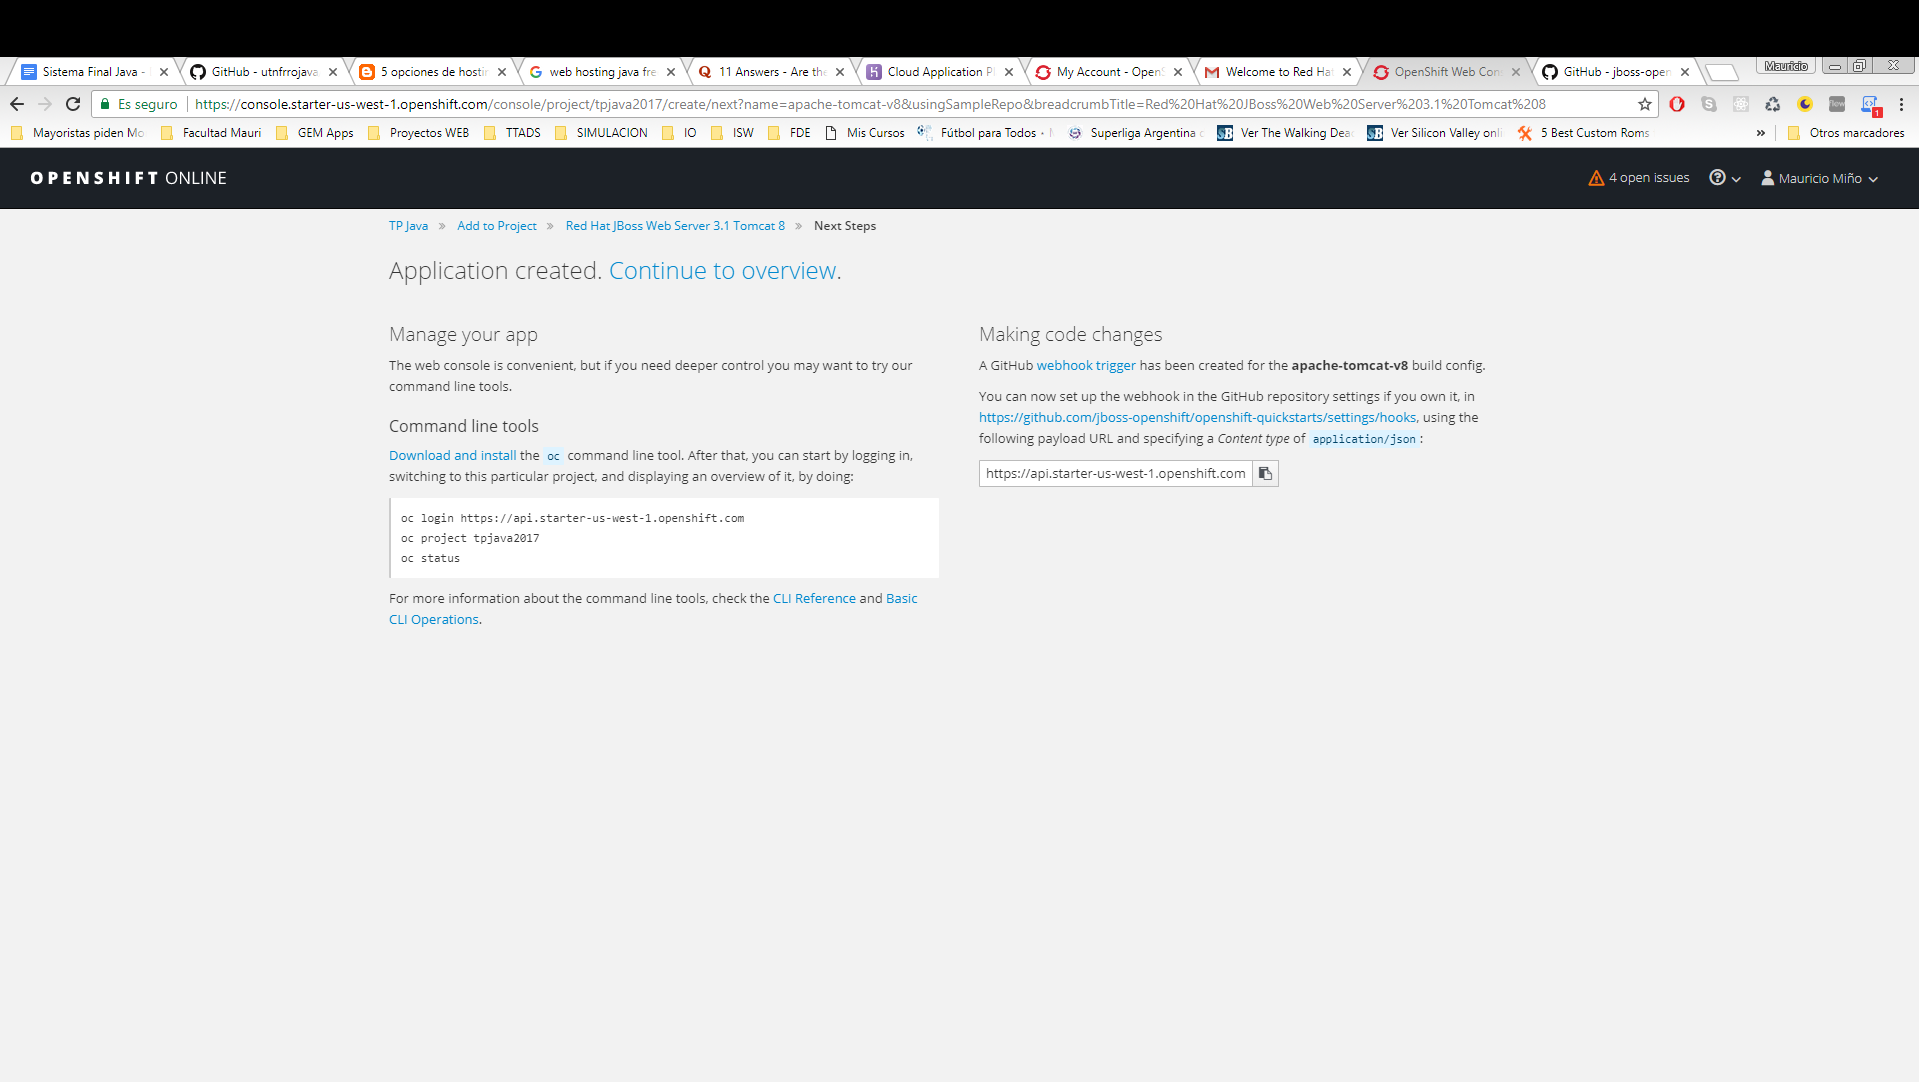 Sistema Final Java -
GitHub - utnfrrojava
5 opciones de hostin
web hosting java fre
11 Answers - Are the
Cloud Application Pl
My Account - OpenS
Welcome to Red Hat
OpenShift Web Cons
GitHub - jboss-open
Mauricio
Es seguro
https://console.starter-us-west-1.openshift.com/console/project/tpjava2017/create/next?name=apache-tomcat-v8&usingSampleRepo&breadcrumbTitle=Red%20Hat%20JBoss%20Web%20Server%203.1%20Tomcat%208
Mayoristas piden Mo
Facultad Mauri
GEM Apps
Proyectos WEB
TTADS
SIMULACION
IO
ISW
FDE
Mis Cursos
Fútbol para Todos •
Superliga Argentina
Ver The Walking Dea
Ver Silicon Valley onli
5 Best Custom Roms
»
Otros marcadores
OPENSHIFT ONLINE
4 open issues
Mauricio Miño
TP Java » Add to Project » Red Hat JBoss Web Server 3.1 Tomcat 8 » Next Steps
Application created. Continue to overview.
Manage your app
The web console is convenient, but if you need deeper control you may want to try our
command line tools.
Command line tools
Download and install the oc command line tool. After that, you can start by logging in,
switching to this particular project, and displaying an overview of it, by doing:
oc login https://api.starter-us-west-1.openshift.com
oc project tpjava2017
oc status
For more information about the command line tools, check the CLI Reference and Basic
CLI Operations.
Making code changes
A GitHub webhook trigger has been created for the apache-tomcat-v8 build config.
You can now set up the webhook in the GitHub repository settings if you own it, in
https://github.com/jboss-openshift/openshift-quickstarts/settings/hooks, using the
following payload URL and specifying a Content type of application/json:
https://api.starter-us-west-1.openshift.com